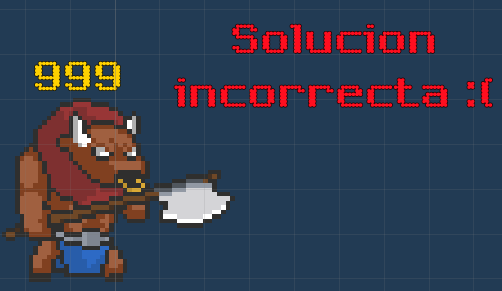 Solucion
incorrecta :(
999